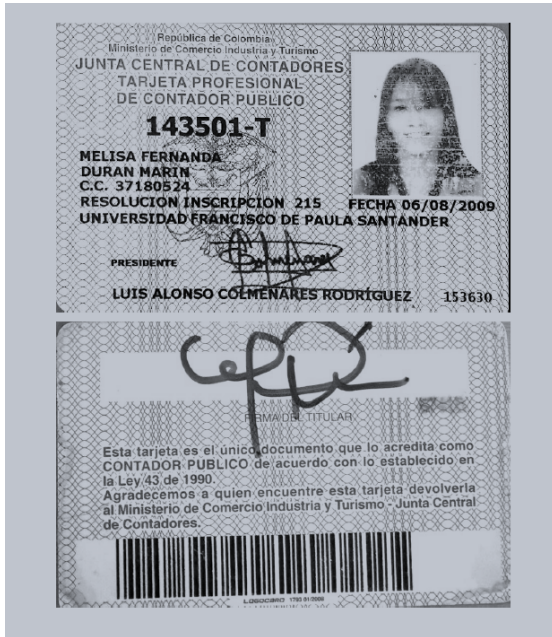 República de Colombia
Ministerio de Comercio Industria y Turismo
JUNTA CENTRAL DE CONTADORES
TARJETA PROFESIONAL
DE CONTADOR PUBLICO
143501-T
MELISA FERNANDA
DURAN MARIN
C.C. 37180524
RESOLUCION INSCRIPCION 215 FECHA 06/08/2009
UNIVERSIDAD FRANCISCO DE PAULA SANTANDER
PRESIDENTE
LUIS ALONSO COLMENARES RODRÍGUEZ 153630
FIRMA DEL TITULAR
Esta tarjeta es el único documento que lo acredita como
CONTADOR PUBLICO de acuerdo con lo establecido en
la Ley 43 de 1990.
Agradecemos a quien encuentre esta tarjeta devolverla
al Ministerio de Comercio Industria y Turismo - Junta Central
de Contadores.